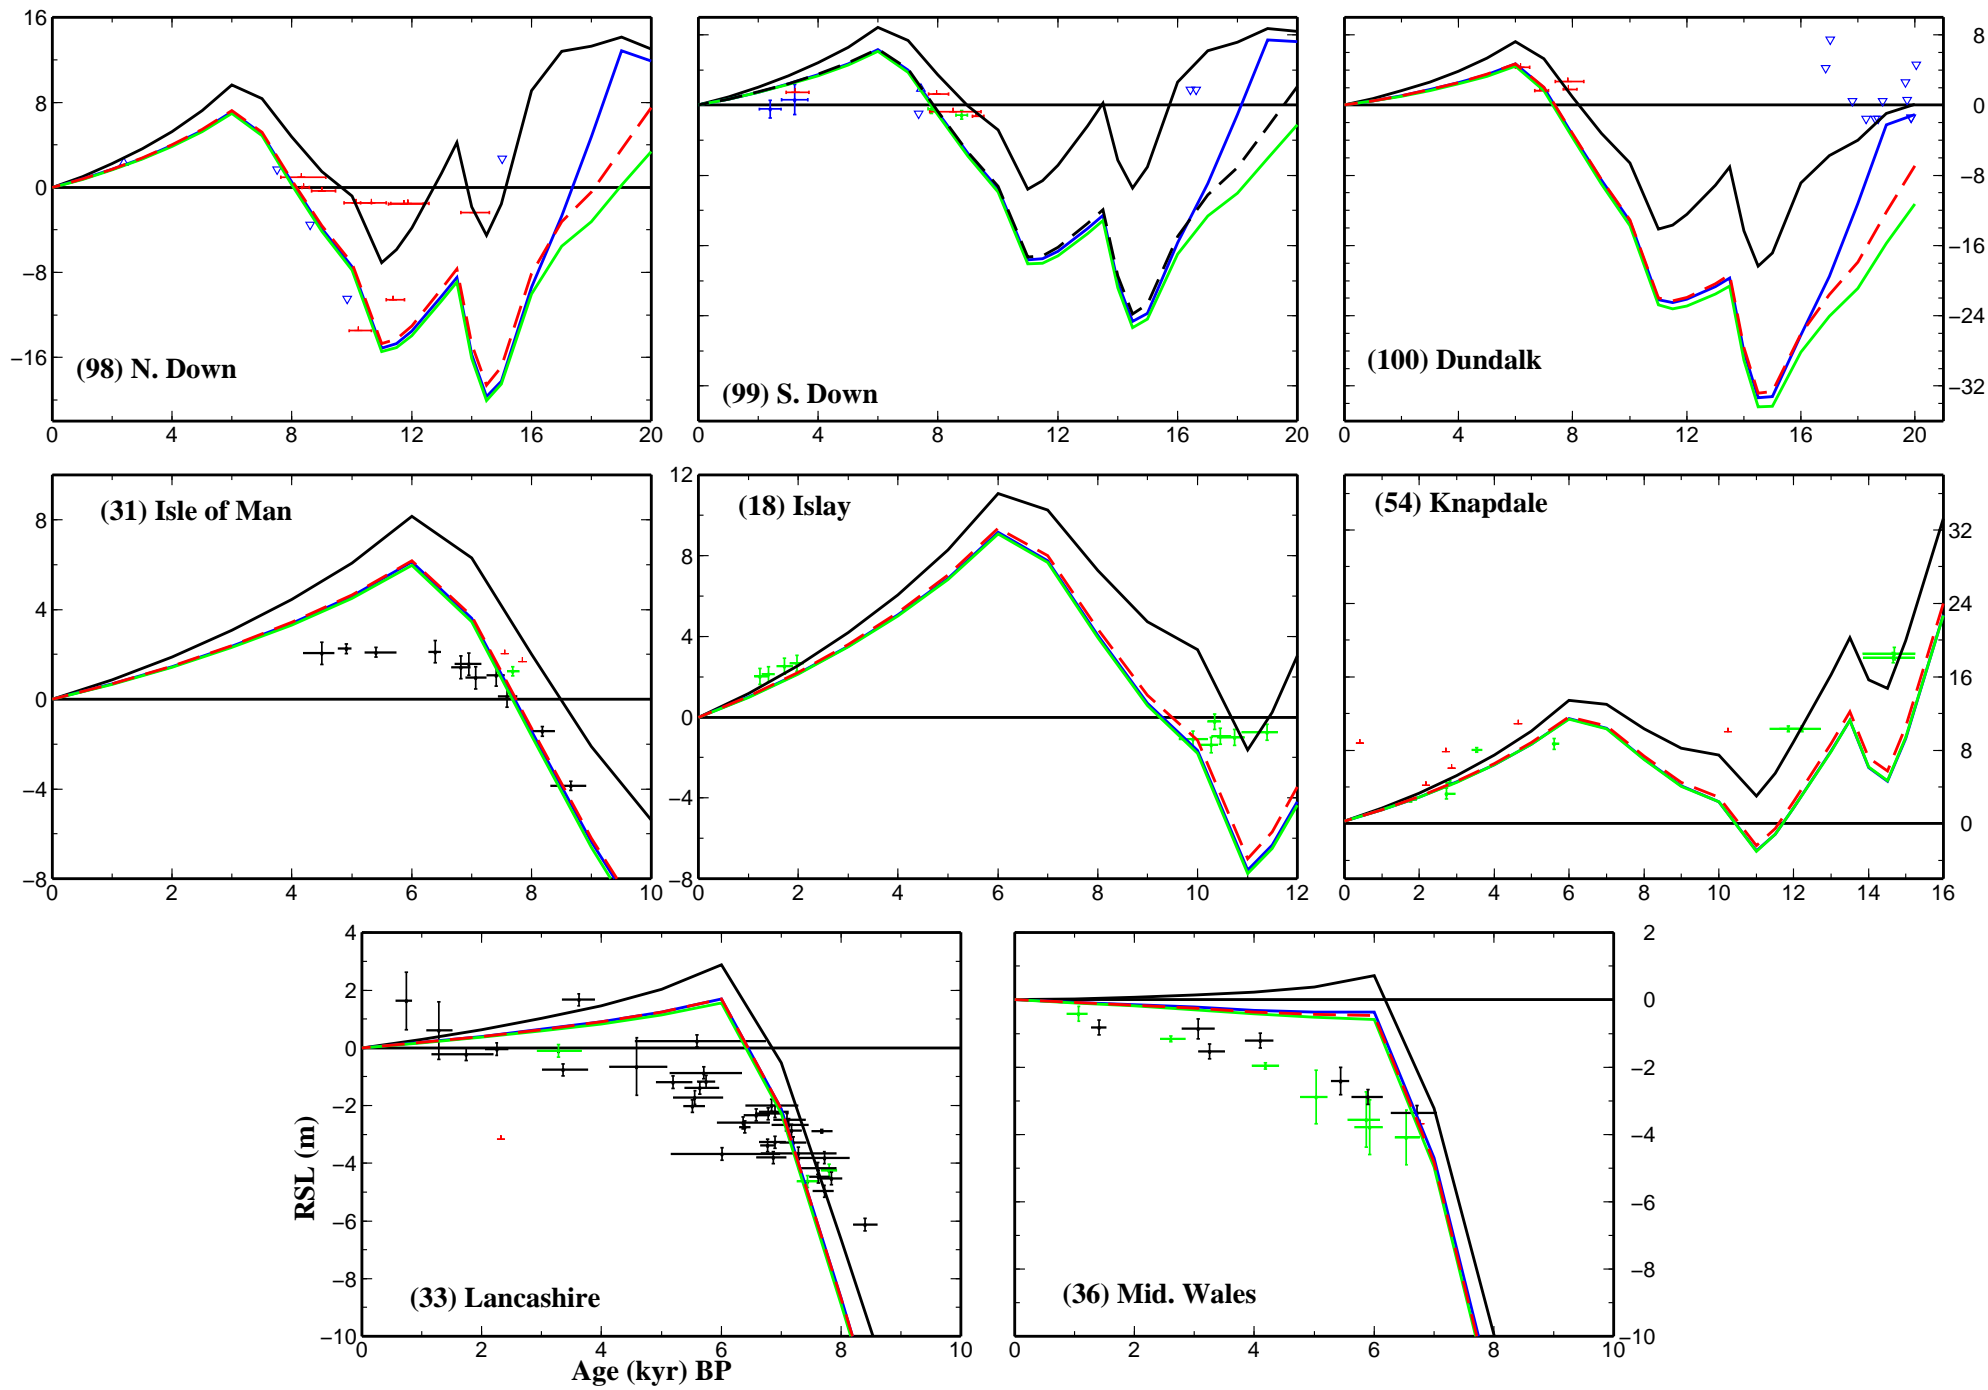 16
8
0
−8
−16
(98) N. Down
0 4 8 12 16 20
(99) S. Down
0 4 8 12 16 20
8
0
−8
−16
−24
−32
(100) Dundalk
0 4 8 12 16 20
8
4
0
−4
−8
(31) Isle of Man
0 2 4 6 8 10
12
8
4
0
−4
−8
(18) Islay
0 2 4 6 8 10 12
(54) Knapdale
32
24
16
8
0
0 2 4 6 8 10 12 14 16
4
2
0
−2
−4
−6
−8
−10
RSL (m)
(33) Lancashire
0 2 4 6 8 10
Age (kyr) BP
2
0
−2
−4
−6
−8
−10
(36) Mid. Wales
0 2 4 6 8 10